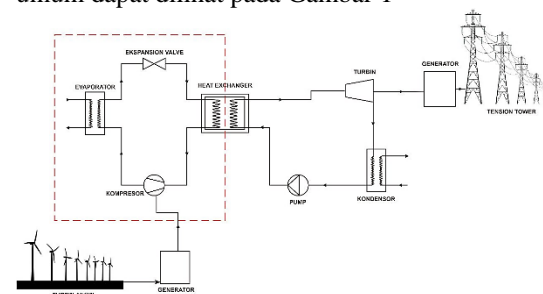 umum dapat dilihat pada Gambar 1
EKSPANSION VALVE
TURBIN
GENERATOR
EVAPORATOR
HEAT EXCHANGER
TENSION TOWER
KOMPRESOR
PUMP
KONDENSOR
GENERATOR